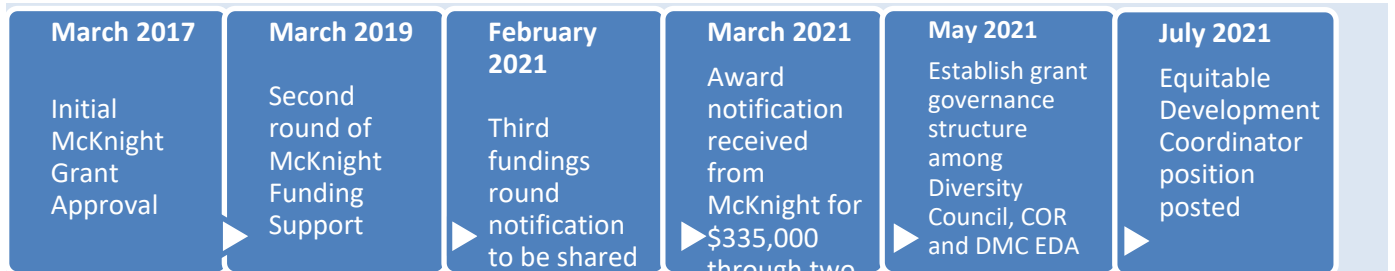 March 2017
Initial
McKnight
Grant
Approval
March 2019
Second
round of
McKnight
Funding
Support
February
2021
Third
fundings
round
notification
to be shared
March 2021
Award
notification
received
from
McKnight for
$335,000
through two
May 2021
Establish grant
governance
structure
among
Diversity
Council, COR
and DMC EDA
July 2021
Equitable
Development
Coordinator
position
posted